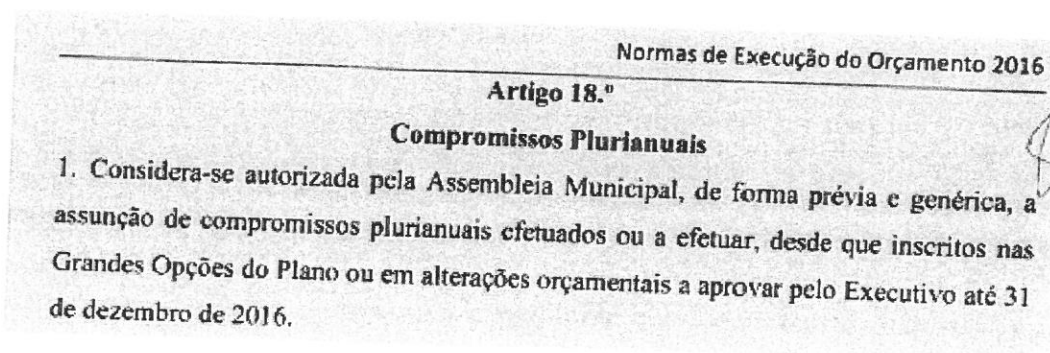 Normas de Execução do Orçamento 2016
Artigo 18.º
Compromissos Plurianuais
1. Considera-se autorizada pela Assembleia Municipal, de forma prévia e genérica, a
assunção de compromissos plurianuais efetuados ou a efetuar, desde que inscritos nas
Grandes Opções do Plano ou em alterações orçamentais a aprovar pelo Executivo até 31
de dezembro de 2016.